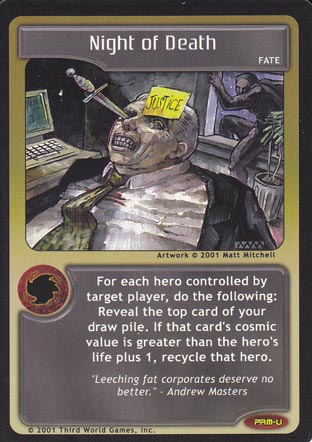 Night of Death
FATE
JUSTICE
Artwork © 2001 Matt Mitchell
For each hero controlled by
target player, do the following:
Reveal the top card of your
draw pile. If that card's cosmic
value is greater than the hero's
life plus 1, recycle that hero.
"Leeching fat corporates deserve no
better." - Andrew Masters
PRM-U
© 2001 Third World Games, Inc.